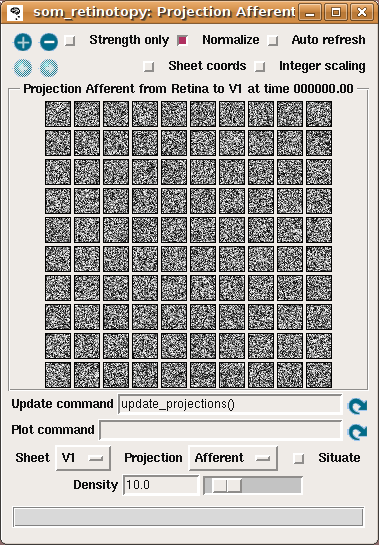 som_retinotopy: Projection Afferent
Strength only Normalize Auto refresh
Sheet coords Integer scaling
Projection Afferent from Retina to V1 at time 000000.00
Update command update_projections()
Plot command
Sheet V1 Projection Afferent Situate
Density 10.0